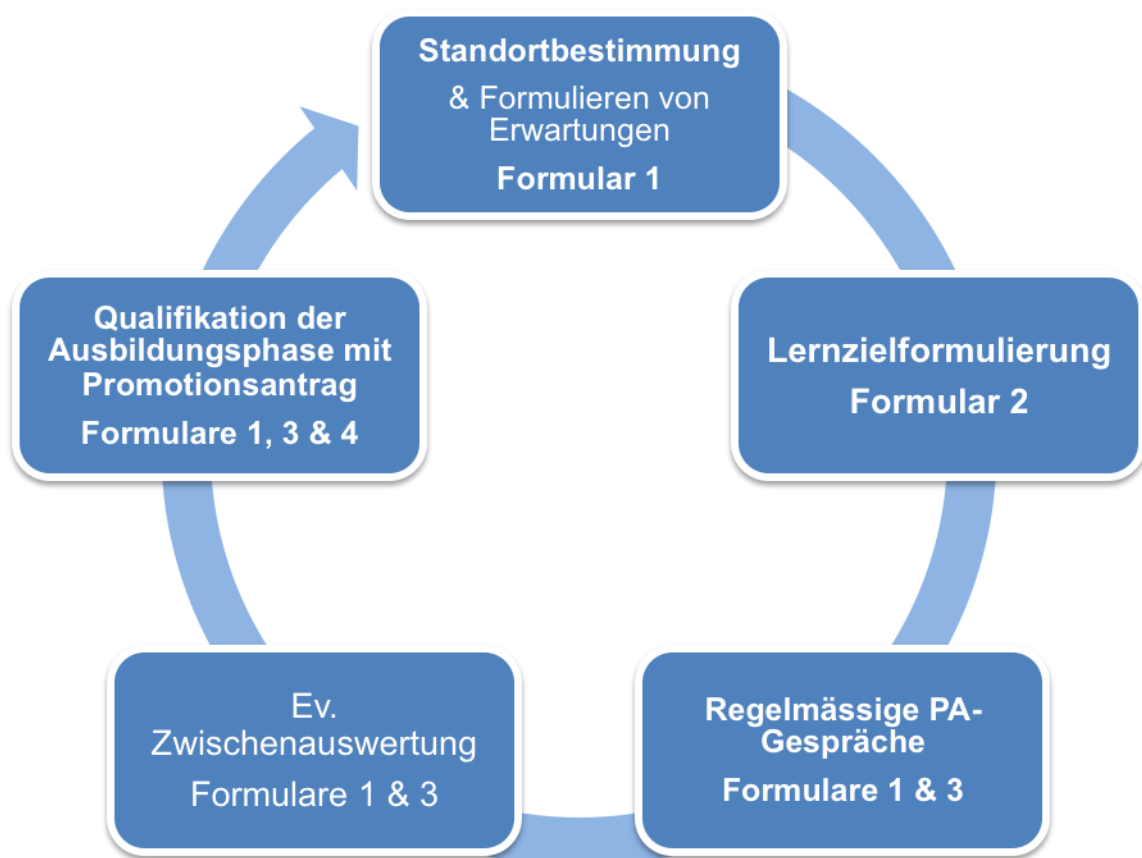 Standortbestimmung
& Formulieren von
Erwartungen
Formular 1
Lernzielformulierung
Formular 2
Regelmässige PA-
Gespräche
Formulare 1 & 3
Ev.
Zwischenauswertung
Formulare 1 & 3
Qualifikation der
Ausbildungsphase mit
Promotionsantrag
Formulare 1, 3 & 4